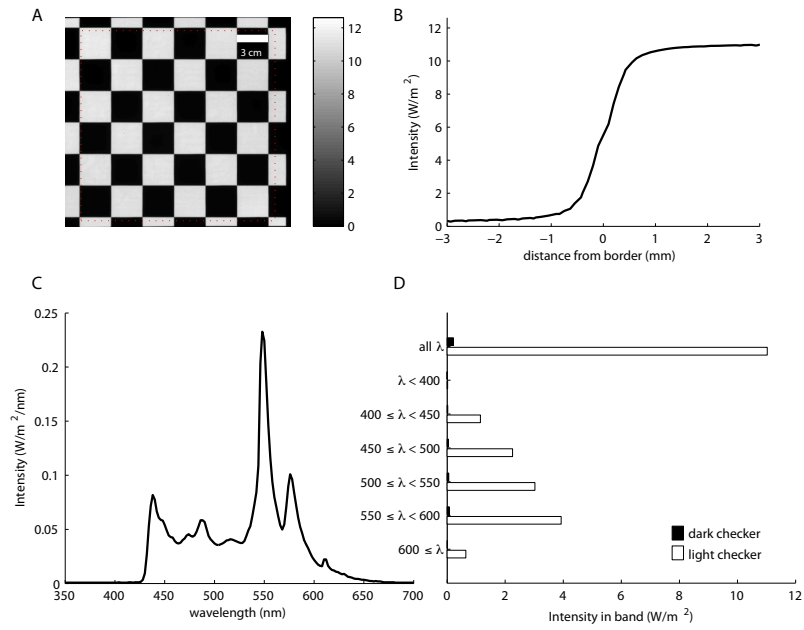 A
3 cm
12
10
8
6
4
2
0
B
Intensity (W/m²)
12
10
8
6
4
2
0
−3 −2 −1 0 1 2 3
distance from border (mm)
C
Intensity (W/m²/nm)
0.25
0.2
0.15
0.1
0.05
0
350 400 450 500 550 600 650 700
wavelength (nm)
D
all λ
λ < 400
400 ≤ λ < 450
450 ≤ λ < 500
500 ≤ λ < 550
550 ≤ λ < 600
600 ≤ λ
dark checker
light checker
0 2 4 6 8 10 12
Intensity in band (W/m²)